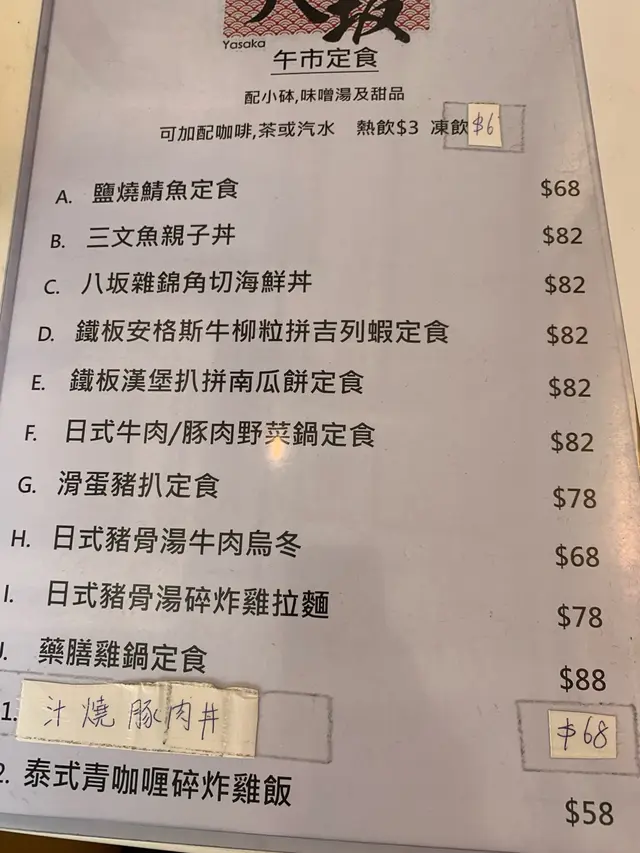 八坂
Yasaka
午市定食
配小砵,味噌湯及甜品
可加配咖啡,茶或汽水 熱飲$3 凍飲$6
A. 鹽燒鯖魚定食 $68
B. 三文魚親子丼 $82
C. 八坂雜錦角切海鮮丼 $82
D. 鐵板安格斯牛柳粒拼吉列蝦定食 $82
E. 鐵板漢堡扒拼南瓜餅定食 $82
F. 日式牛肉/豚肉野菜鍋定食 $82
G. 滑蛋豬扒定食 $78
H. 日式豬骨湯牛肉烏冬 $68
I. 日式豬骨湯碎炸雞拉麵 $78
J. 藥膳雞鍋定食 $88
1. 汁燒豚肉丼 $68
2. 泰式青咖喱碎炸雞飯 $58